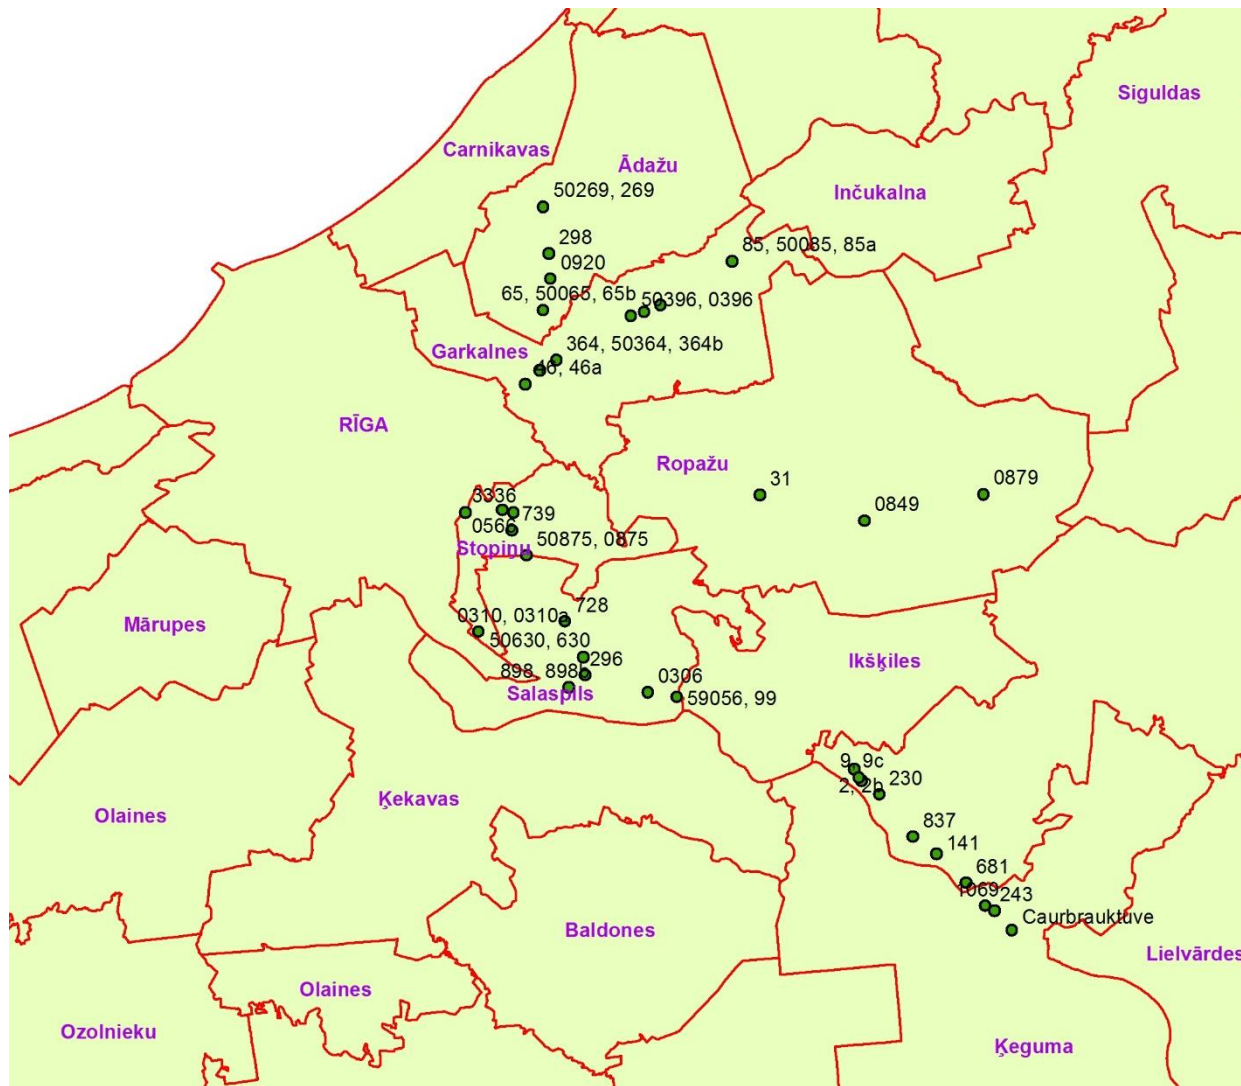 Siguldas
Carnikavas
Ādažu
Inčukalna
50269, 269
298
85, 50085, 85a
0920
65, 50065, 65b
50396, 0396
364, 50364, 364b
Garkalnes
46, 46a
RĪGA
Ropažu
31
0879
0849
3336
739
0566
50875, 0875
Stopiņu
728
0310, 0310a
Mārupes
50630, 630
296
Ikšķiles
898, 898b
0306
Salaspils
59056, 99
9, 9c
230
2, 2b
Ķekavas
Olaines
837
141
681
1069
243
Caurbrauktuve
Baldones
Lielvārdes
Olaines
Ozolnieku
Ķeguma